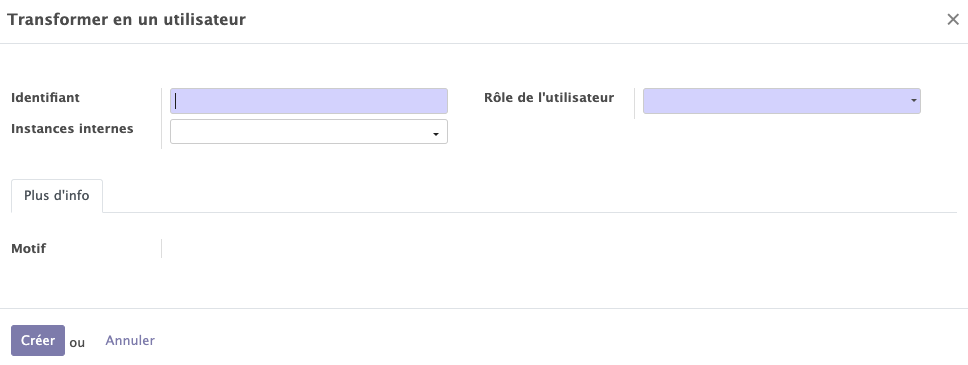 Transformer en un utilisateur
Identifiant
Rôle de l'utilisateur
Instances internes
Plus d'info
Motif
Créer ou Annuler